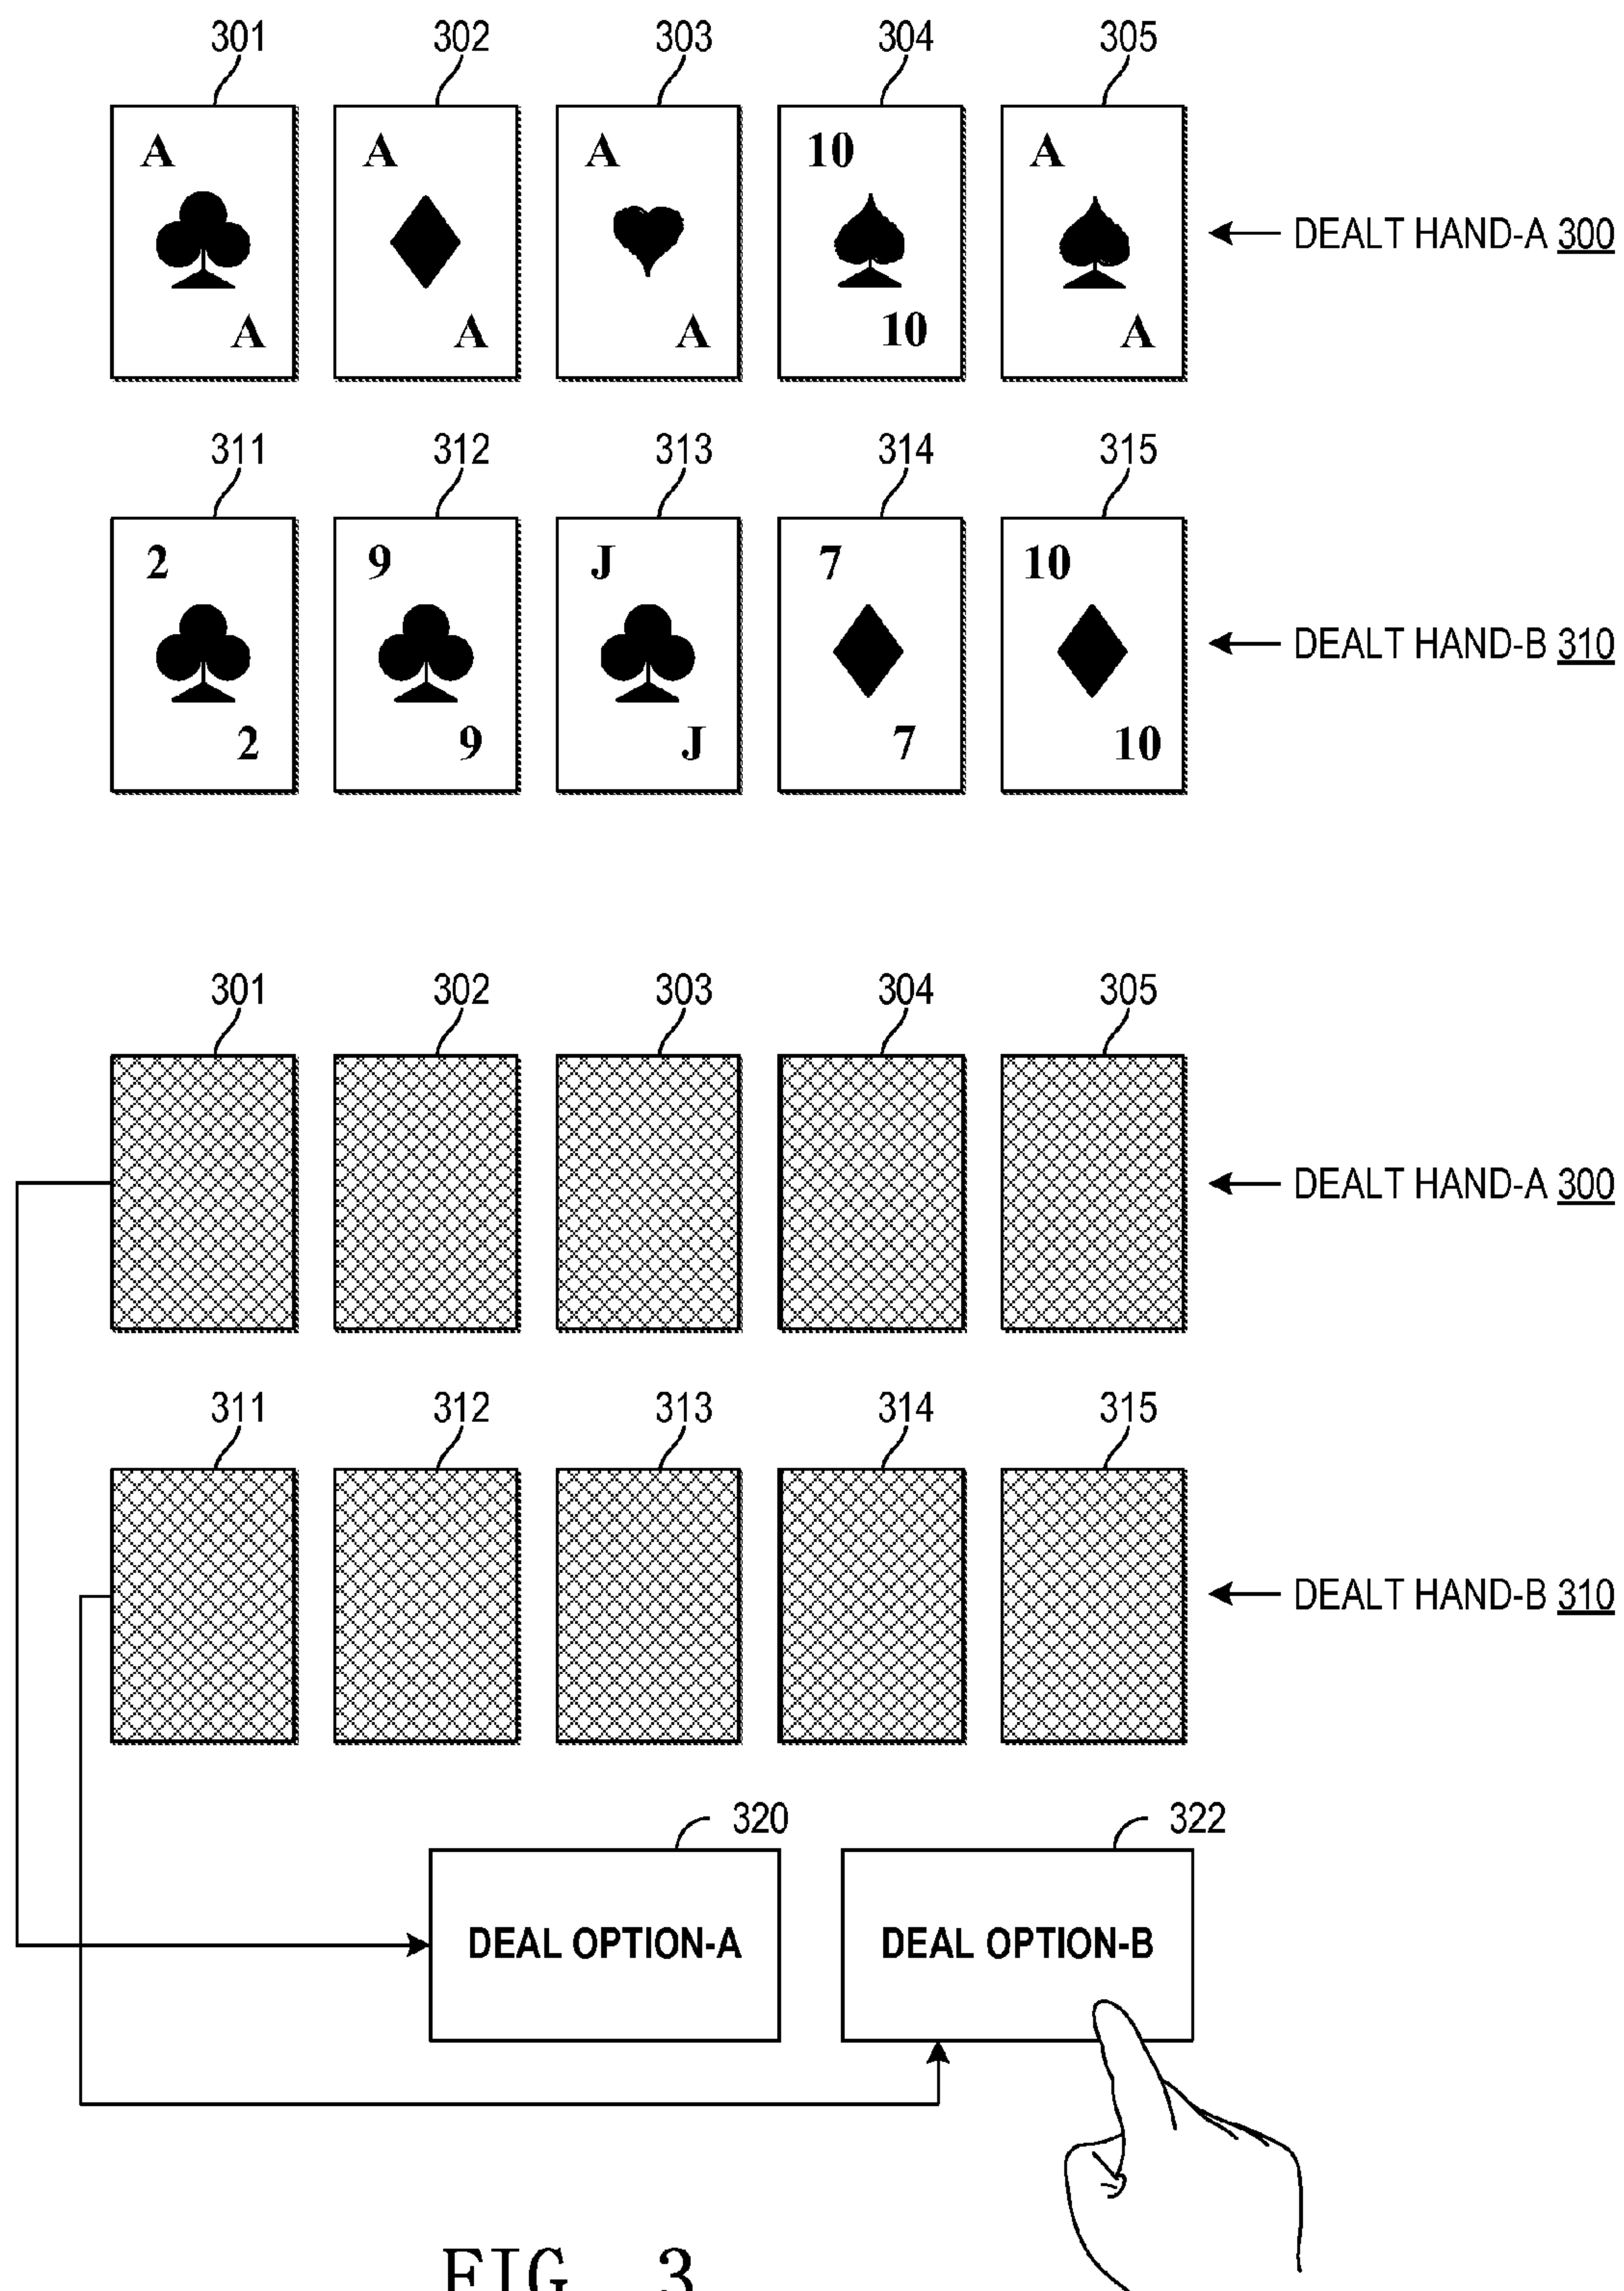 301 302 303 304 305
A A A 10 A
DEALT HAND-A 300
A A A 10 A
311 312 313 314 315
2 9 J 7 10
DEALT HAND-B 310
2 9 J 7 10
301 302 303 304 305
DEALT HAND-A 300
311 312 313 314 315
DEALT HAND-B 310
320 322
DEAL OPTION-A DEAL OPTION-B
FIG. 3